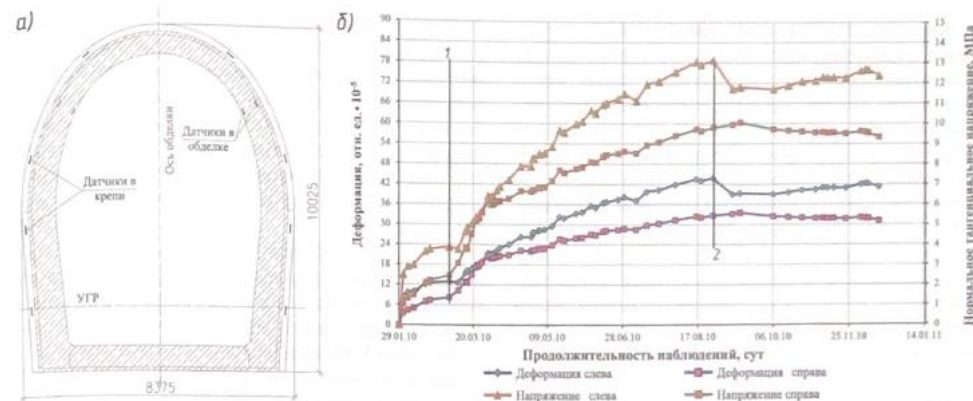 а)
Датчики в
крепи
Ось обделки
Датчики в
обделке
УГР
10025
8375
б)
Деформации, отн. ед.·10⁻⁵
90
84
78
72
66
60
54
48
42
36
30
24
18
12
6
0
1
2
Нормальное тангенциальное напряжение, МПа
15
14
13
12
11
10
9
8
7
6
5
4
3
2
1
0
29.01.10 20.03.10 09.05.10 28.06.10 17.08.10 06.10.10 25.11.10 14.01.11
Продолжительность наблюдений, сут
Деформация слева Деформация справа
Напряжение слева Напряжение справа